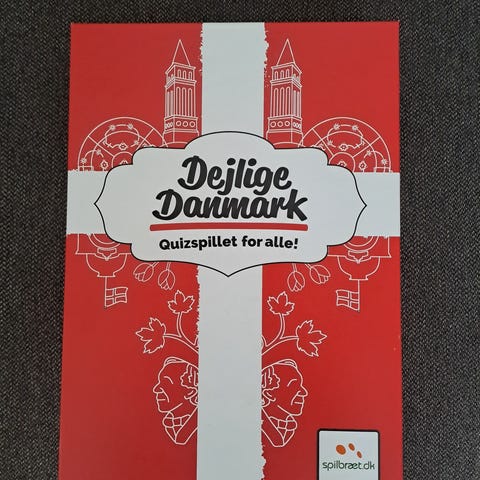 Dejlige
Danmark
Quizspillet for alle!
spilbræt.dk